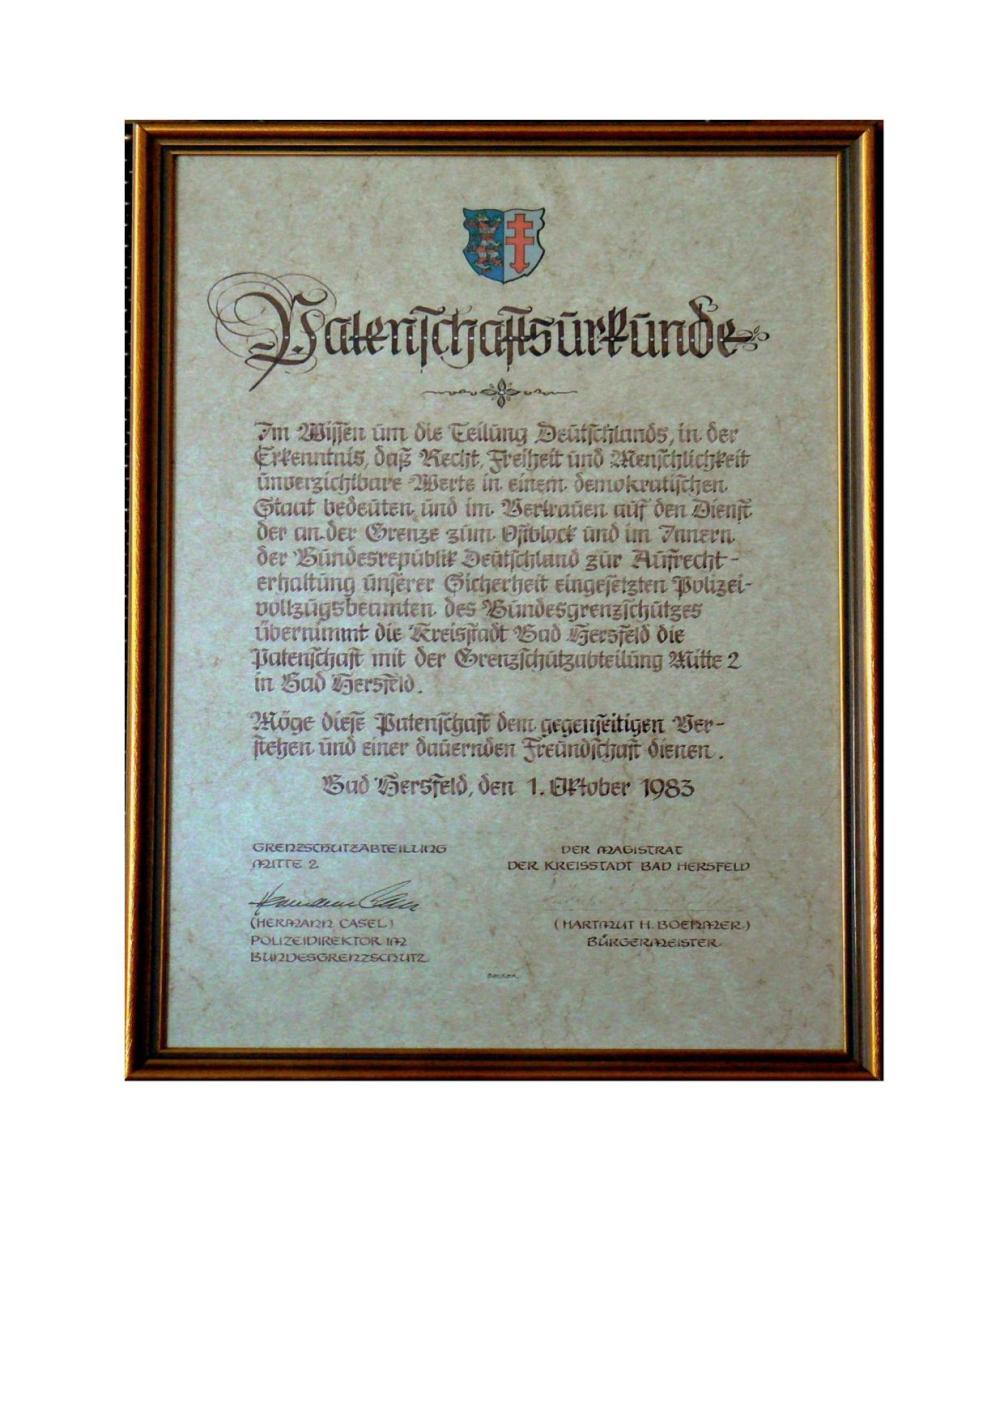 Patenschaftsurkunde
Im Wissen um die Teilung Deutschlands, in der
Erkenntnis, daß Recht, Freiheit und Menschlichkeit
unverzichtbare Werte in einem demokratischen
Staat bedeuten und im Vertrauen auf den Dienst
der an der Grenze zum Ostblock und im Innern
der Bundesrepublik Deutschland zur Aufrecht-
erhaltung unserer Sicherheit eingesetzten Polizei-
vollzugsbeamten des Bundesgrenzschutzes
übernimmt die Kreisstadt Bad Hersfeld die
Patenschaft mit der Grenzschutzabteilung Mitte 2
in Bad Hersfeld.
Möge diese Patenschaft dem gegenseitigen Ver-
stehen und einer dauernden Freundschaft dienen.
Bad Hersfeld, den 1. Oktober 1983
GRENZSCHUTZABTEILUNG
MITTE 2
Hermann Casel
(HERMANN CASEL)
POLIZEIDIREKTOR IM
BUNDESGRENZSCHUTZ
DER MAGISTRAT
DER KREISSTADT BAD HERSFELD
(HARTMUT H. BOEHMER)
BÜRGERMEISTER